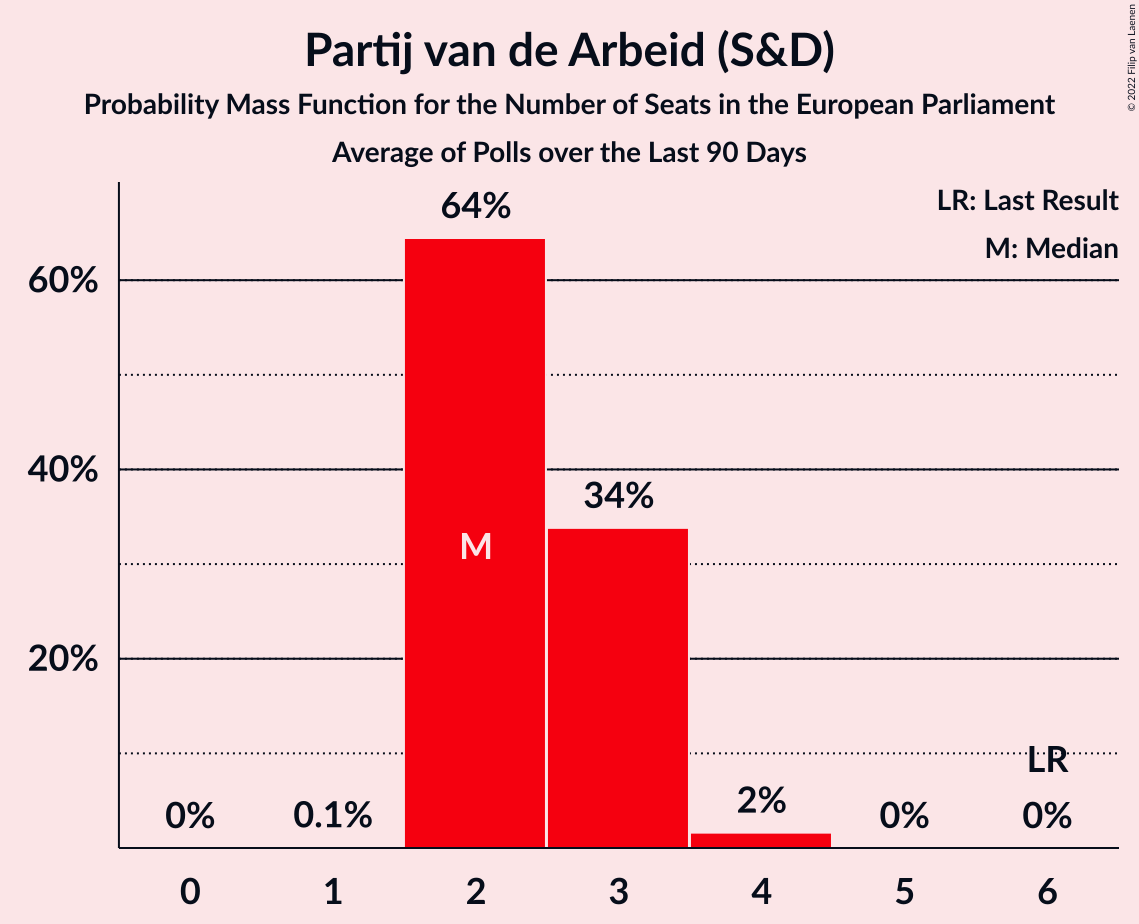 Partij van de Arbeid (S&D)
Probability Mass Function for the Number of Seats in the European Parliament
Average of Polls over the Last 90 Days
© 2022 Filip van Laenen
LR: Last Result
M: Median
64%
60%
40%
34%
M
20%
LR
0% 0.1% 2% 0% 0%
0 1 2 3 4 5 6